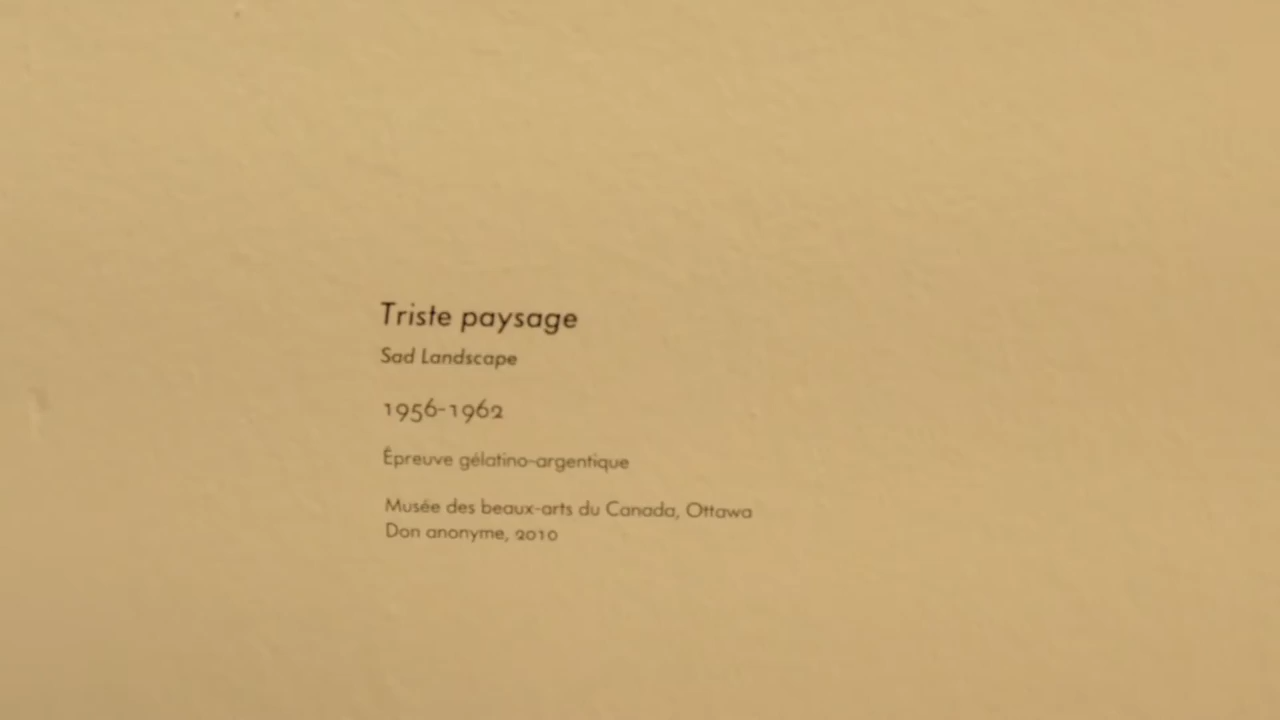 Triste paysage
Sad Landscape
1956-1962
Épreuve gélatino-argentique
Musée des beaux-arts du Canada, Ottawa
Don anonyme, 2010